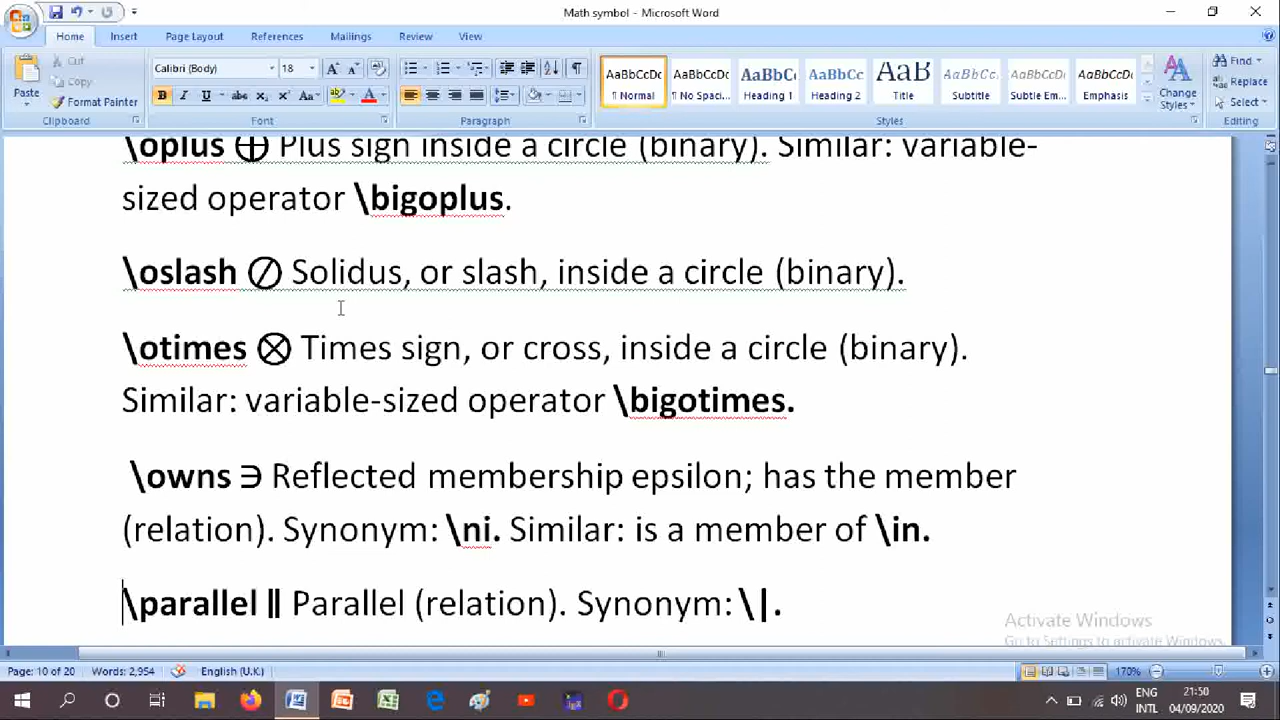 Math symbol - Microsoft Word
Home Insert Page Layout References Mailings Review View
Cut
Copy
Paste
Format Painter
Clipboard
Calibri (Body) 18
B I U abc X₂ X² Aa
Font
Paragraph
AaBbCcDc AaBbCcDc AaBbC AaBbCc AaB AaBbCcL AaBbCcDc AaBbCcDc
¶ Normal ¶ No Spaci... Heading 1 Heading 2 Title Subtitle Subtle Em... Emphasis
Change Styles
Styles
Find
Replace
Select
Editing
\oplus ⊕ Plus sign inside a circle (binary). Similar: variable-
sized operator \bigoplus.
\oslash ⊘ Solidus, or slash, inside a circle (binary).
\otimes ⊗ Times sign, or cross, inside a circle (binary).
Similar: variable-sized operator \bigotimes.
\owns ∋ Reflected membership epsilon; has the member
(relation). Synonym: \ni. Similar: is a member of \in.
\parallel ∥ Parallel (relation). Synonym: \|.
Activate Windows
Go to Settings to activate Windows.
Page: 10 of 20 Words: 2,954 English (U.K.) 170%
ENG 21:50
INTL 04/09/2020